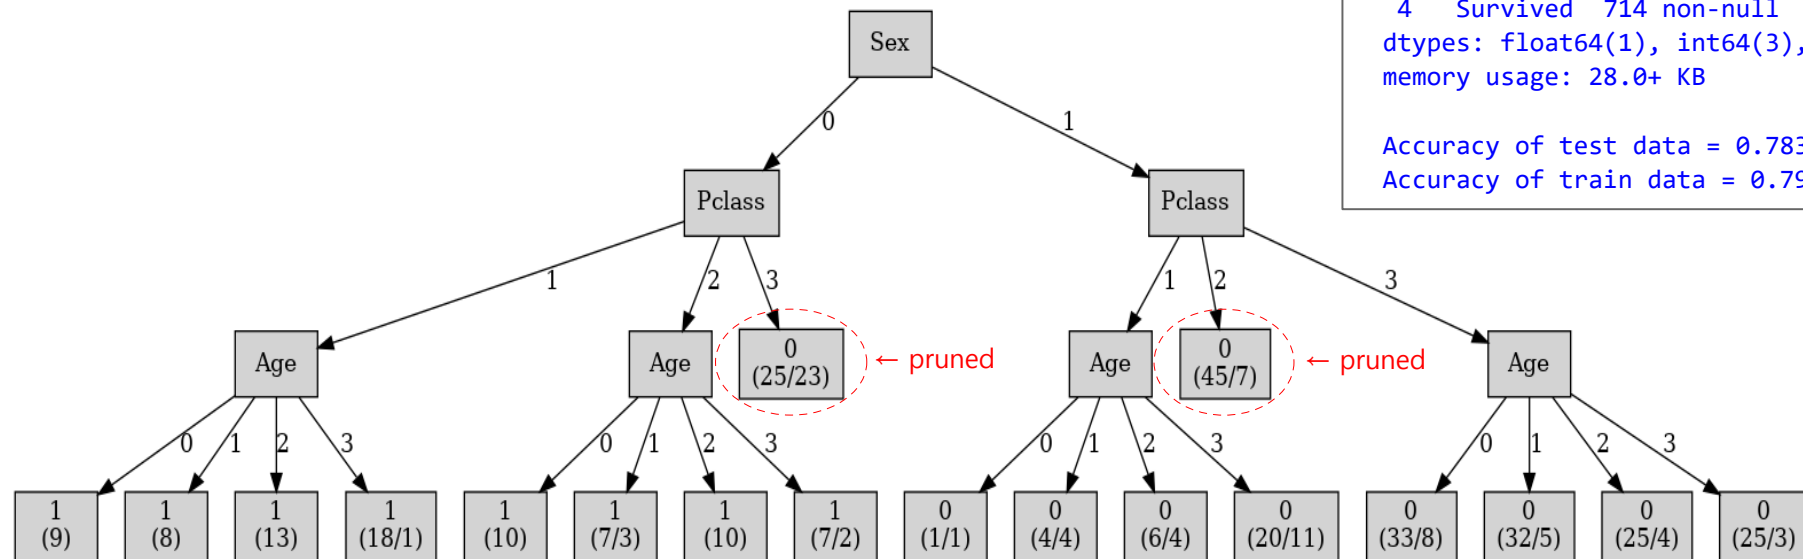 4 Survived 714 non-null
dtypes: float64(1), int64(3),
memory usage: 28.0+ KB
Accuracy of test data = 0.783
Accuracy of train data = 0.79
Sex
0 1
Pclass Pclass
1 2 3 1 2 3
Age Age 0 (25/23) ← pruned Age 0 (45/7) ← pruned Age
0 1 2 3 0 1 2 3 0 1 2 3 0 1 2 3
1 1 1 1 1 1 1 1 0 0 0 0 0 0 0 0
(9) (8) (13) (18/1) (10) (7/3) (10) (7/2) (1/1) (4/4) (6/4) (20/11) (33/8) (32/5) (25/4) (25/3)